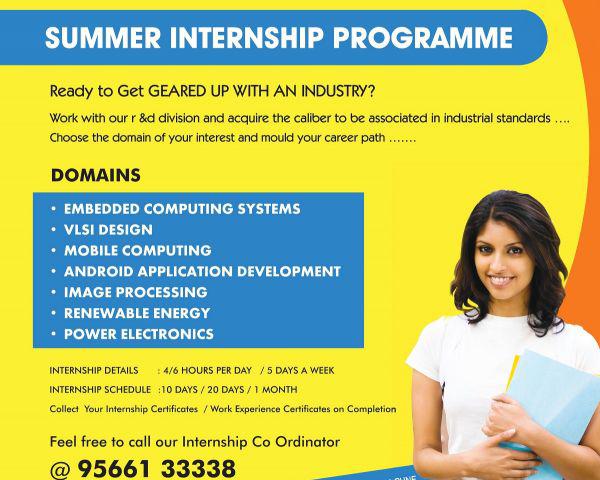 SUMMER INTERNSHIP PROGRAMME
Ready to Get GEARED UP WITH AN INDUSTRY?
Work with our r &d division and acquire the caliber to be associated in industrial standards ....
Choose the domain of your interest and mould your career path .......
DOMAINS
• EMBEDDED COMPUTING SYSTEMS
• VLSI DESIGN
• MOBILE COMPUTING
• ANDROID APPLICATION DEVELOPMENT
• IMAGE PROCESSING
• RENEWABLE ENERGY
• POWER ELECTRONICS
INTERNSHIP DETAILS : 4/6 HOURS PER DAY / 5 DAYS A WEEK
INTERNSHIP SCHEDULE :10 DAYS / 20 DAYS / 1 MONTH
Collect Your Internship Certificates / Work Experience Certificates on Completion
Feel free to call our Internship Co Ordinator
@ 95661 33338